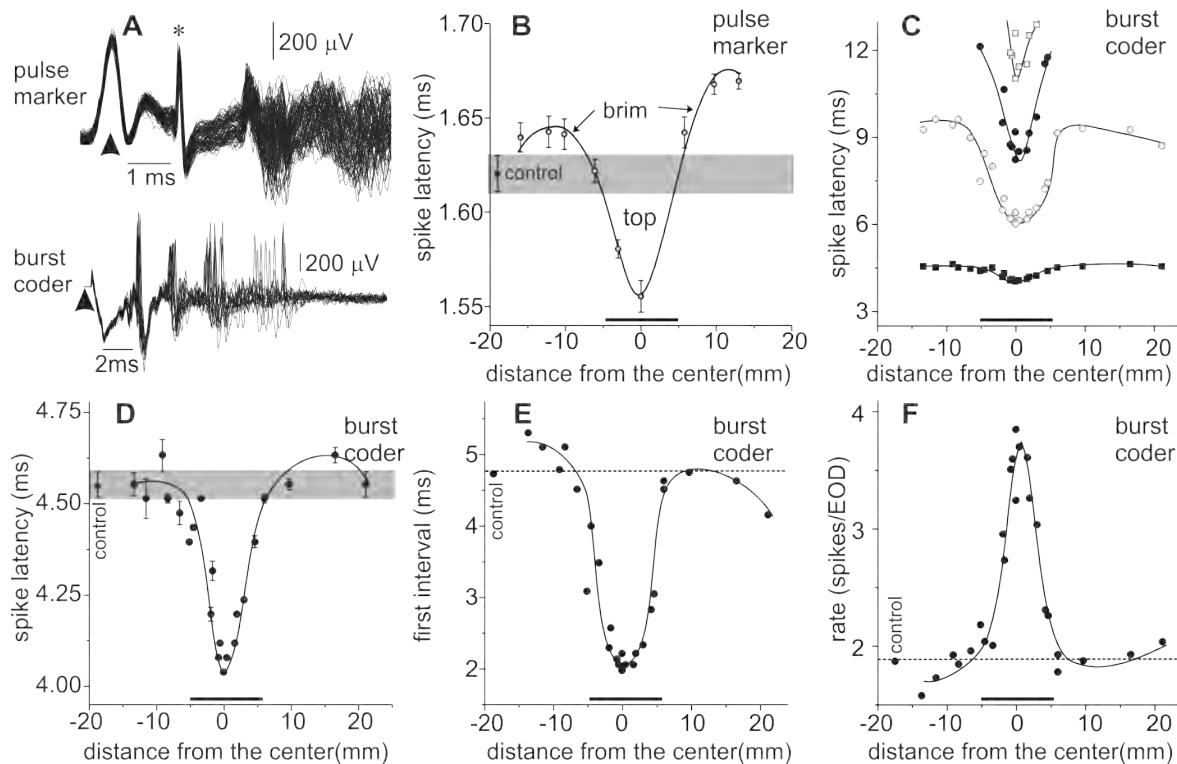 A
*
200 μV
pulse
marker
1 ms
burst
coder
200 μV
2ms
B
pulse
marker
1.70
1.65
1.60
1.55
spike latency (ms)
brim
control
top
-20 -10 0 10 20
distance from the center(mm)
C
burst
coder
12
9
6
3
spike latency (ms)
-20 -10 0 10 20
distance from the center(mm)
D
burst
coder
4.75
4.50
4.25
4.00
spike latency (ms)
control
-20 -10 0 10 20
distance from the center(mm)
E
burst
coder
5
4
3
2
first interval (ms)
control
-20 -10 0 10 20
distance from the center(mm)
F
burst
coder
4
3
2
rate (spikes/EOD)
control
-20 -10 0 10 20
distance from the center(mm)